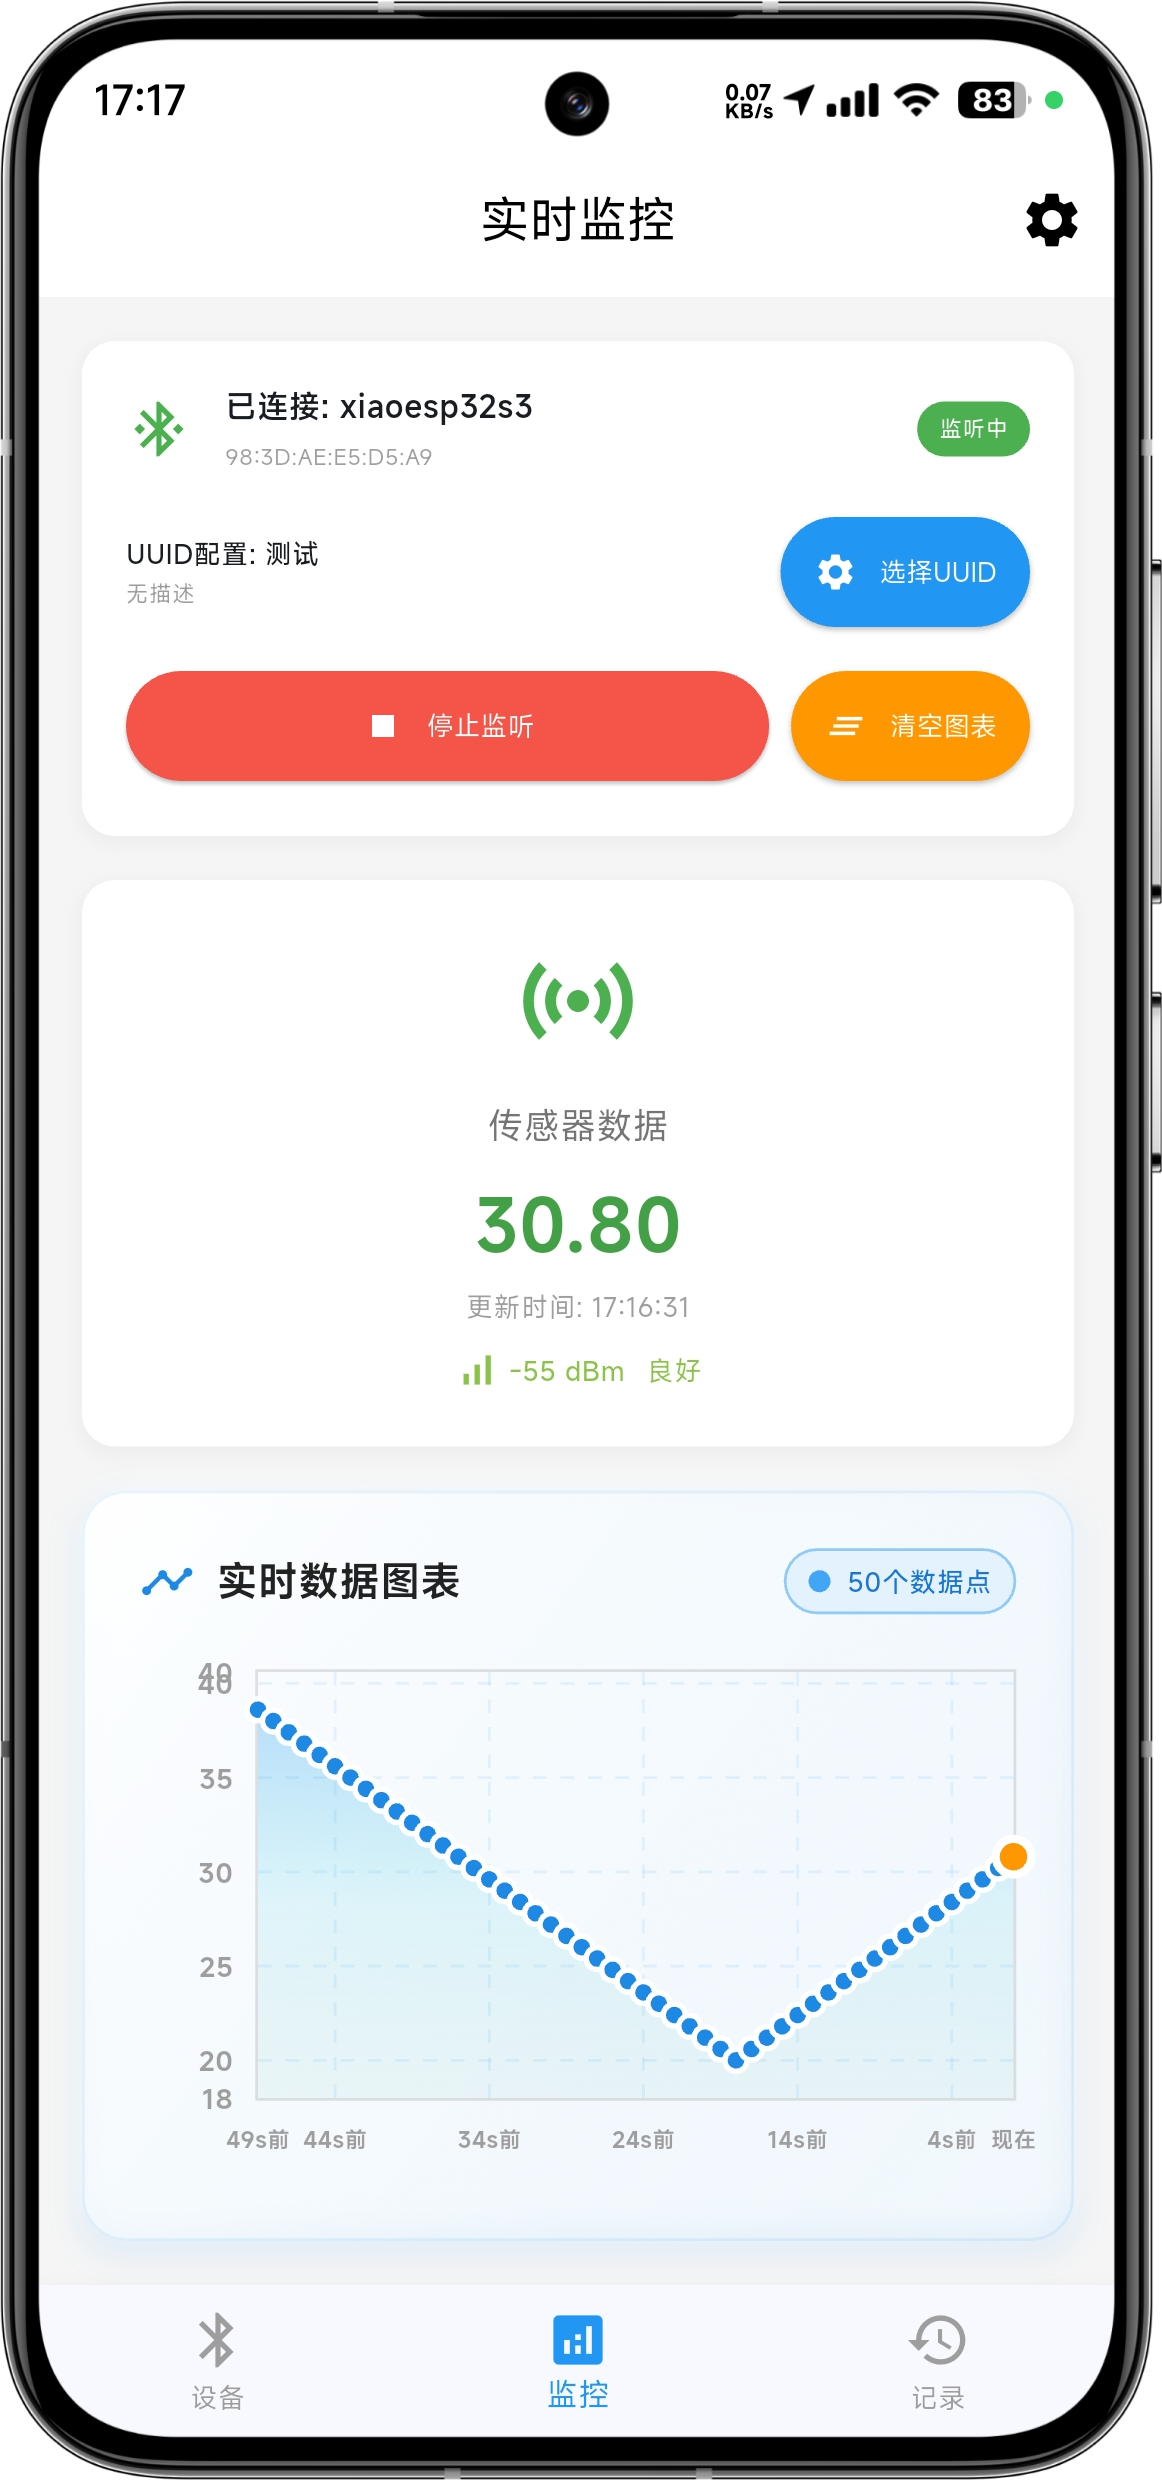 17:17
0.07
KB/s
83
实时监控
已连接: xiaoesp32s3
监听中
98:3D:AE:E5:D5:A9
UUID配置: 测试
无描述
选择UUID
停止监听
清空图表
传感器数据
30.80
更新时间: 17:16:31
-55 dBm 良好
实时数据图表
50个数据点
40
40
35
30
25
20
18
49s前 44s前 34s前 24s前 14s前 4s前 现在
设备 监控 记录